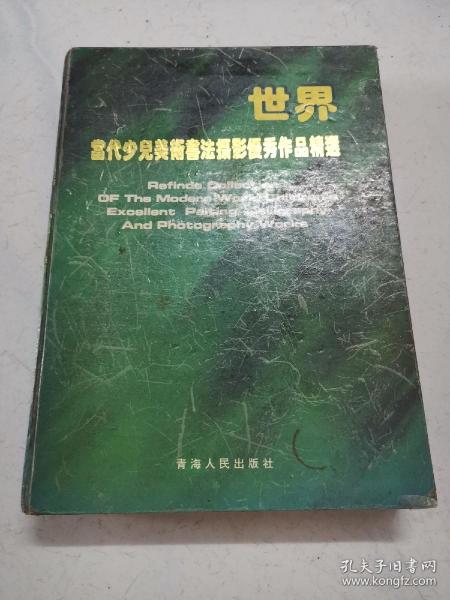 世界
當代少兒美術書法攝影優秀作品精選
Refinde
OF The Modern World
Excellent
And Photography Works
青海人民出版社
孔夫子旧书网
www.kongfz.com